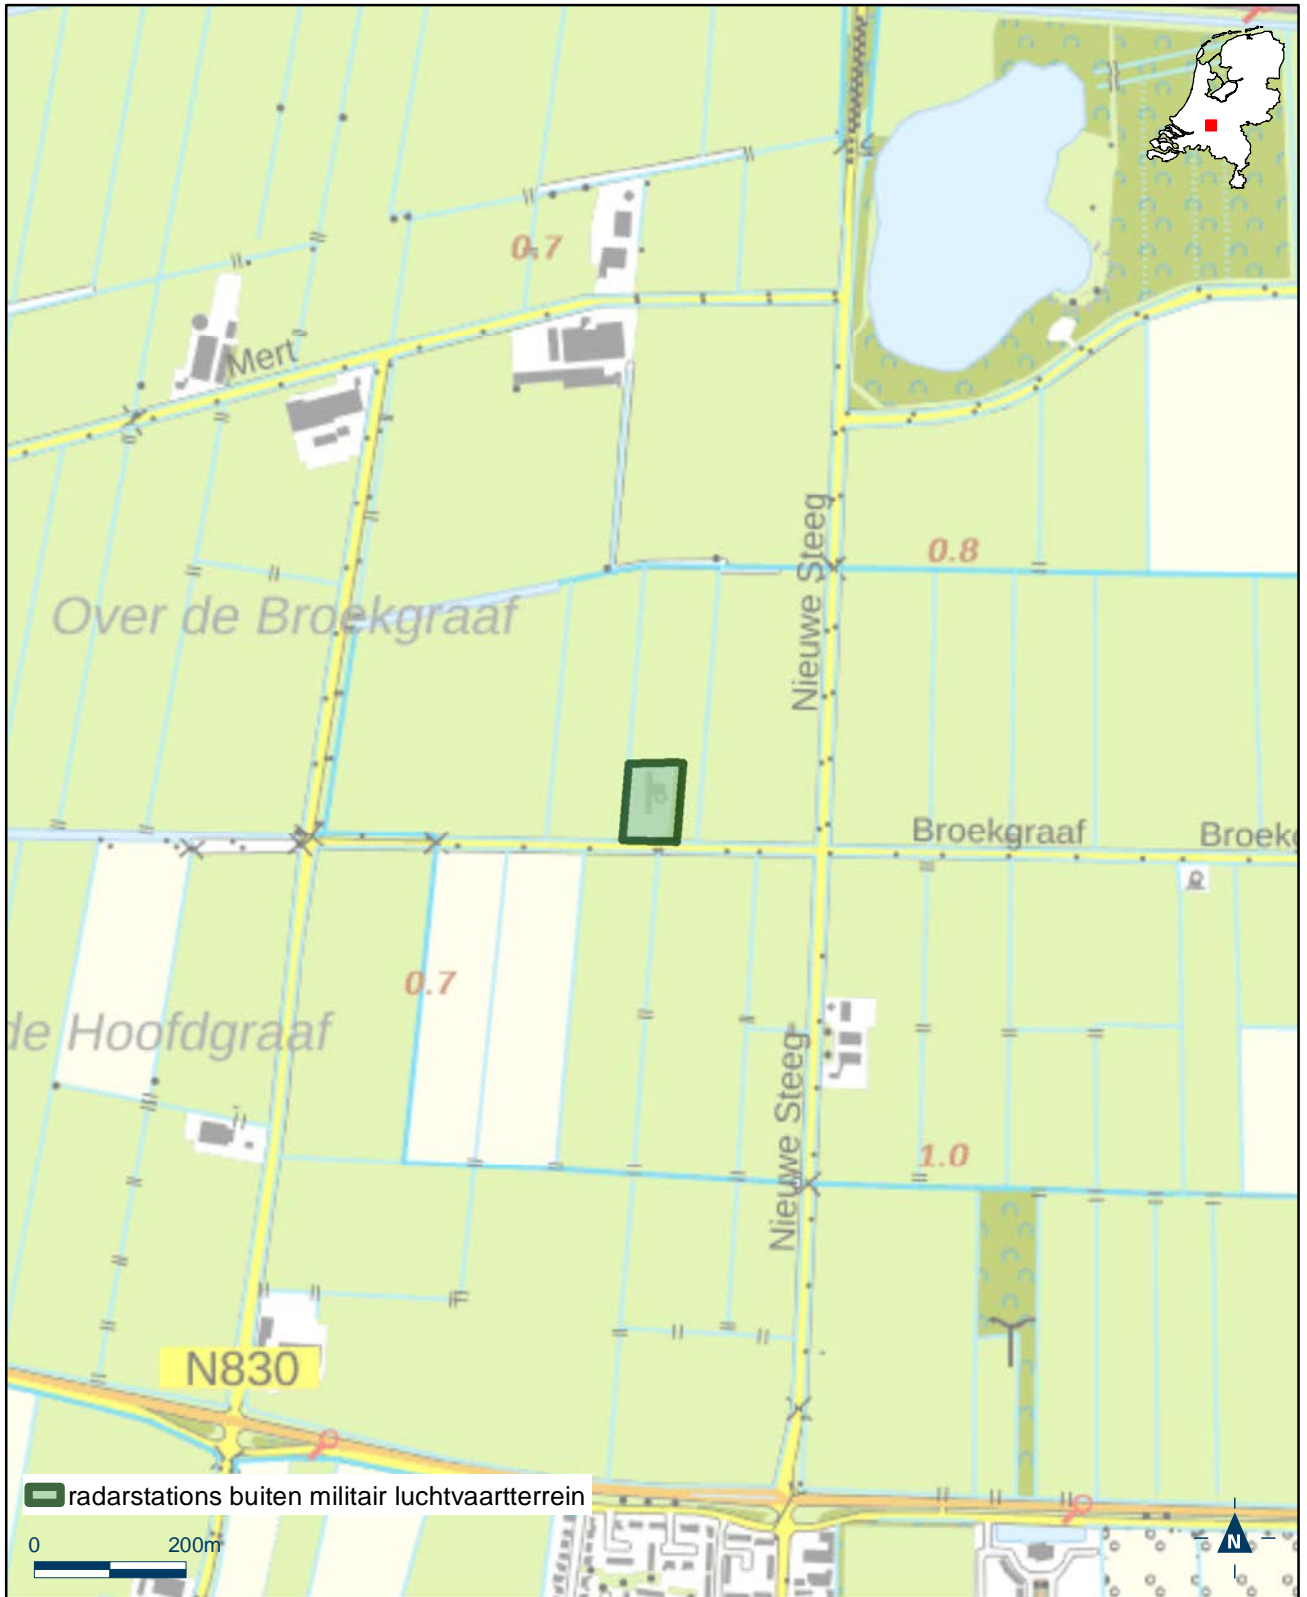 0.7
Mert
Nieuwe Steeg
0.8
Over de Broekgraaf
Broekgraaf
Broekg
0.7
de Hoofdgraaf
Nieuwe Steeg
1.0
N830
radarstations buiten militair luchtvaartterrein
0 200m
N